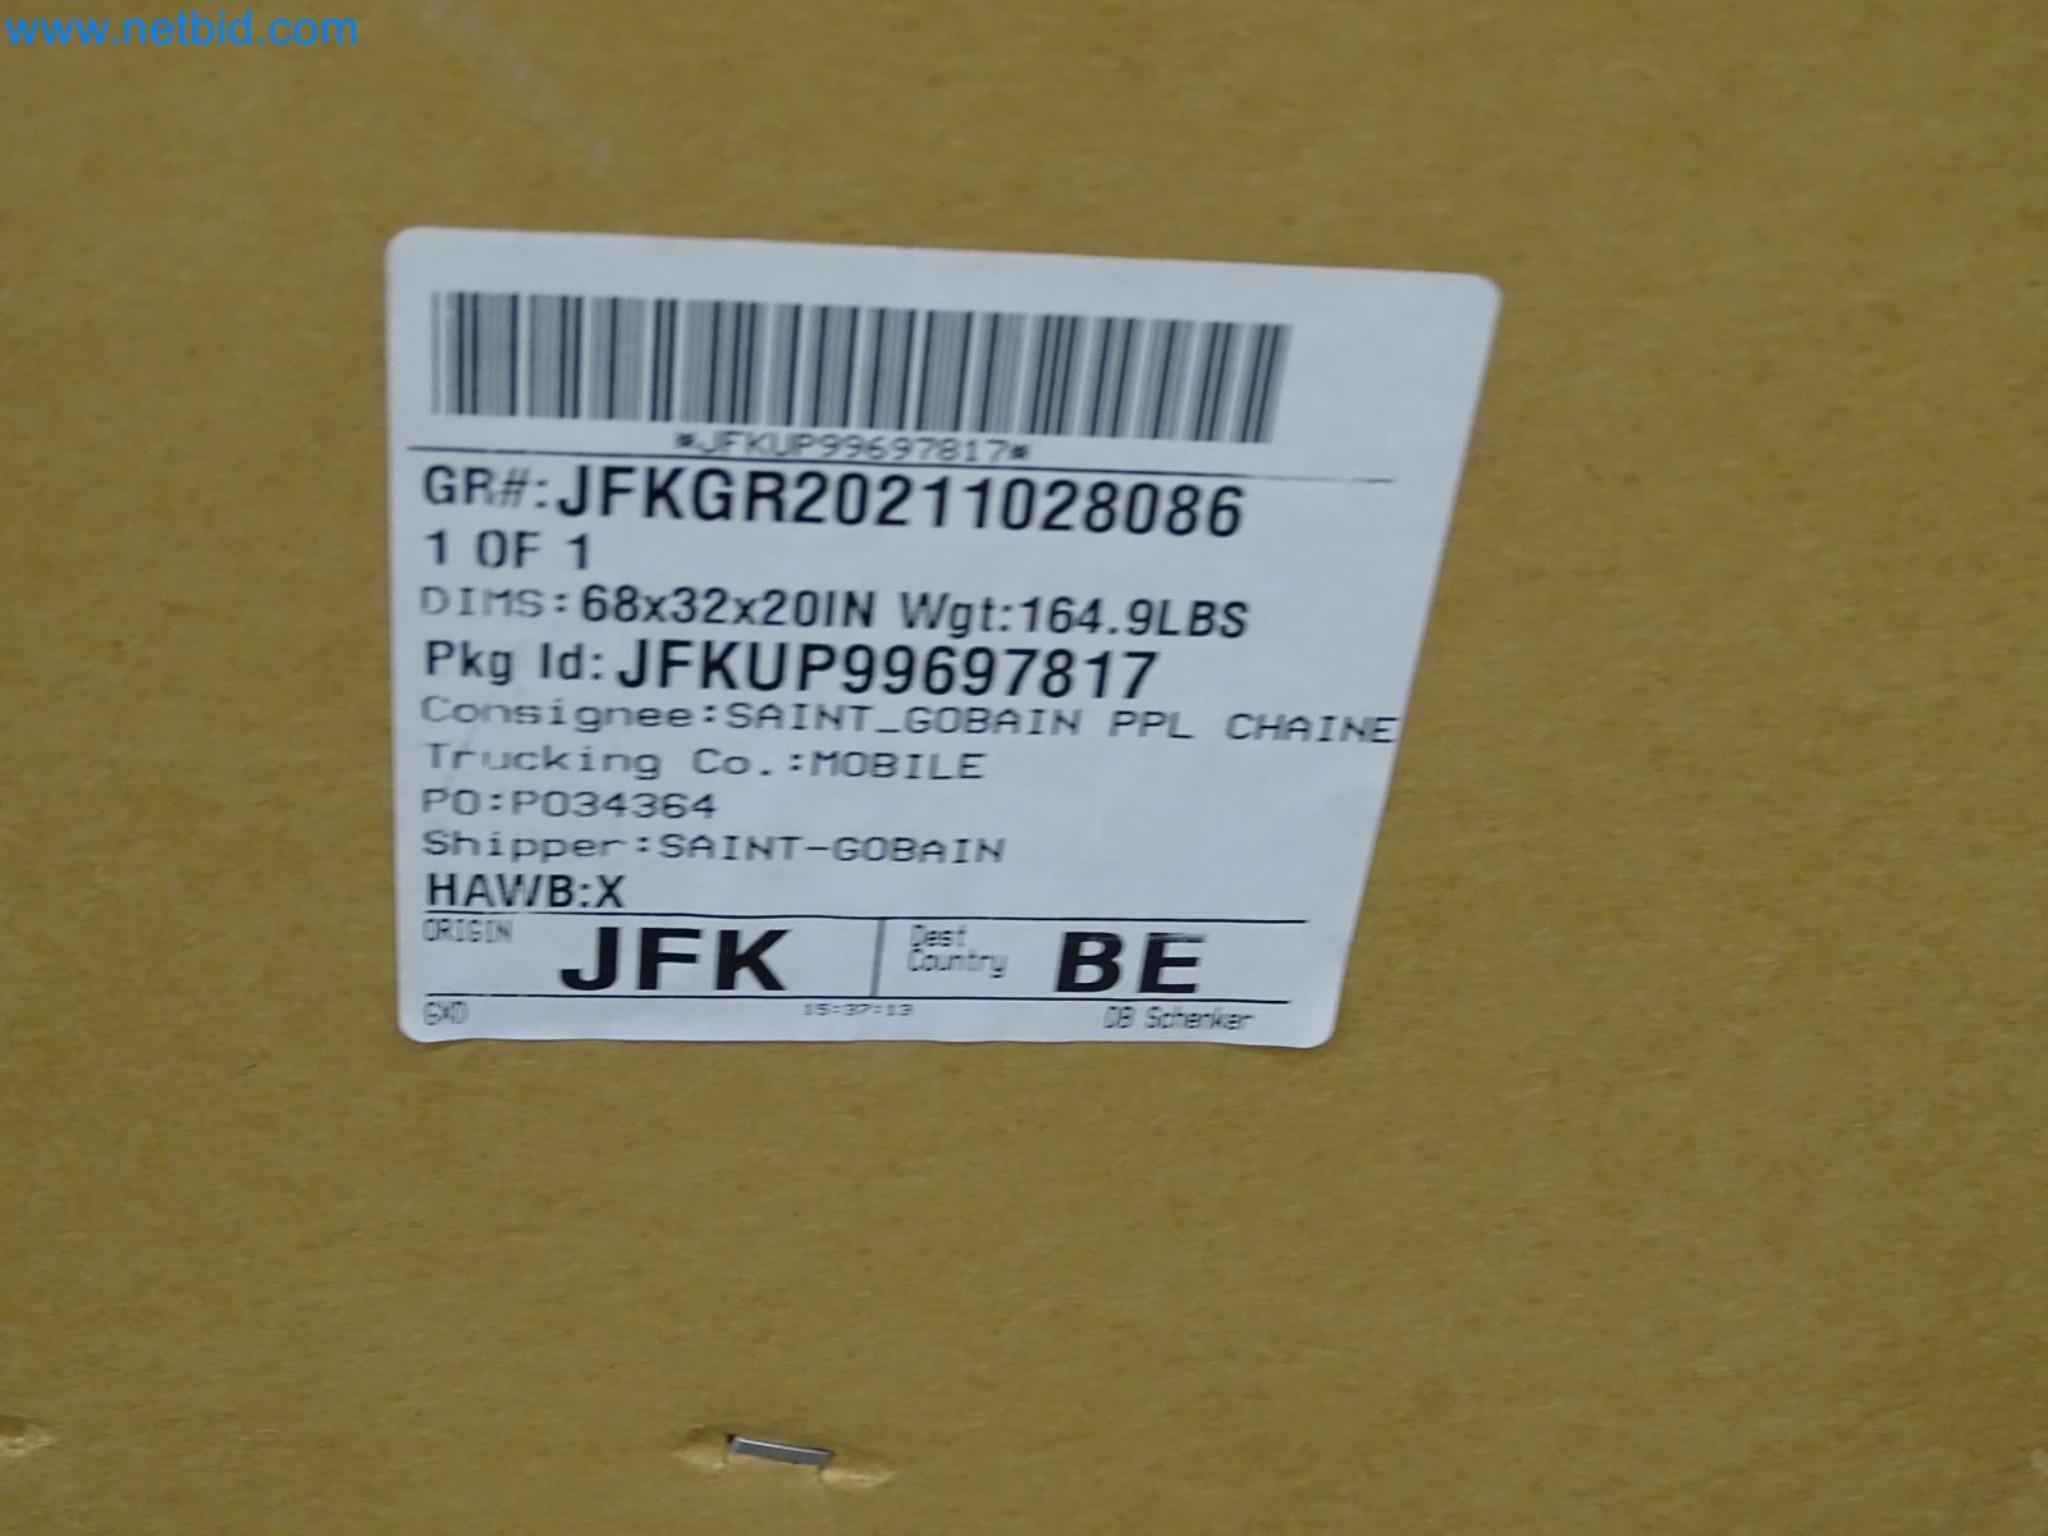 www.netbid.com
*JFKUP99697817*
GR#:JFKGR20211028086
1 OF 1
DIMS:68x32x20IN Wgt:164.9LBS
Pkg Id:JFKUP99697817
Consignee:SAINT_GOBAIN PPL CHAINE
Trucking Co.:MOBILE
PO:PO34364
Shipper:SAINT-GOBAIN
HAWB:X
ORIGIN JFK Dest Country BE
GXD 15:37:13 DB Schenker